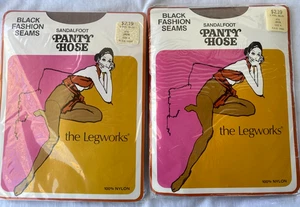 BLACK
FASHION
SEAMS
SANDALFOOT
PANTY
HOSE
the Legworks®
100% NYLON
BLACK
FASHION
SEAMS
SANDALFOOT
PANTY
HOSE
the Legworks®
100% NYLON